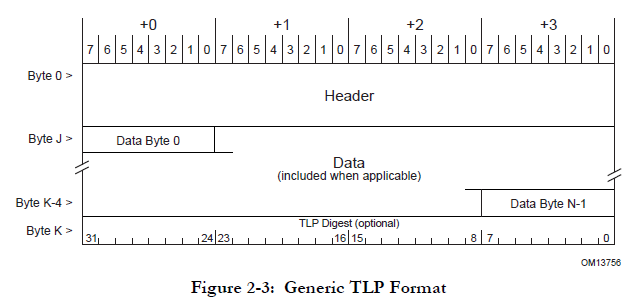 +0 +1 +2 +3
7 6 5 4 3 2 1 0 7 6 5 4 3 2 1 0 7 6 5 4 3 2 1 0 7 6 5 4 3 2 1 0
Byte 0 >
Header
Byte J >
Data Byte 0
Data
(included when applicable)
Byte K-4 >
Data Byte N-1
TLP Digest (optional)
Byte K >
31 24 23 16 15 8 7 0
OM13756
Figure 2-3: Generic TLP Format